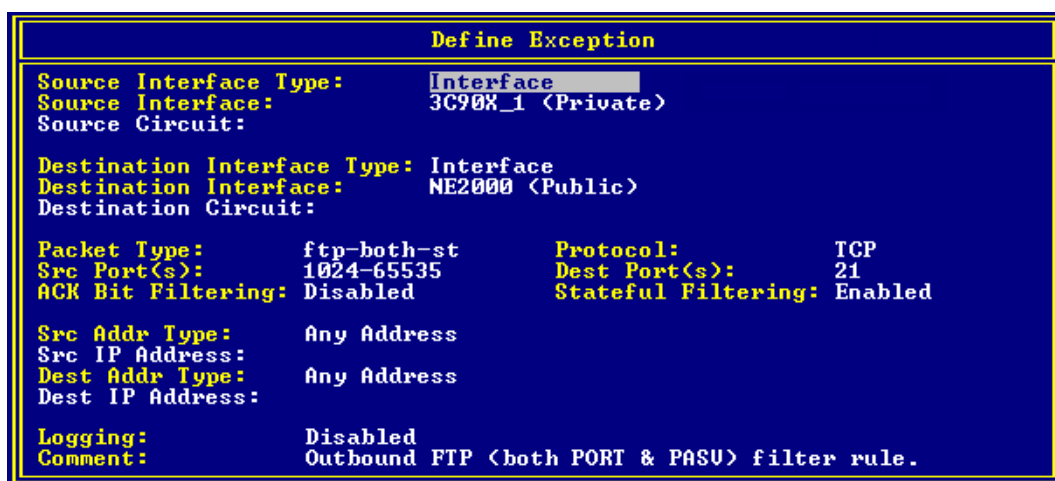 Define Exception
Source Interface Type: Interface
Source Interface: 3C90X_1 (Private)
Source Circuit:
Destination Interface Type: Interface
Destination Interface: NE2000 (Public)
Destination Circuit:
Packet Type: ftp-both-st Protocol: TCP
Src Port(s): 1024-65535 Dest Port(s): 21
ACK Bit Filtering: Disabled Stateful Filtering: Enabled
Src Addr Type: Any Address
Src IP Address:
Dest Addr Type: Any Address
Dest IP Address:
Logging: Disabled
Comment: Outbound FTP (both PORT & PASV) filter rule.